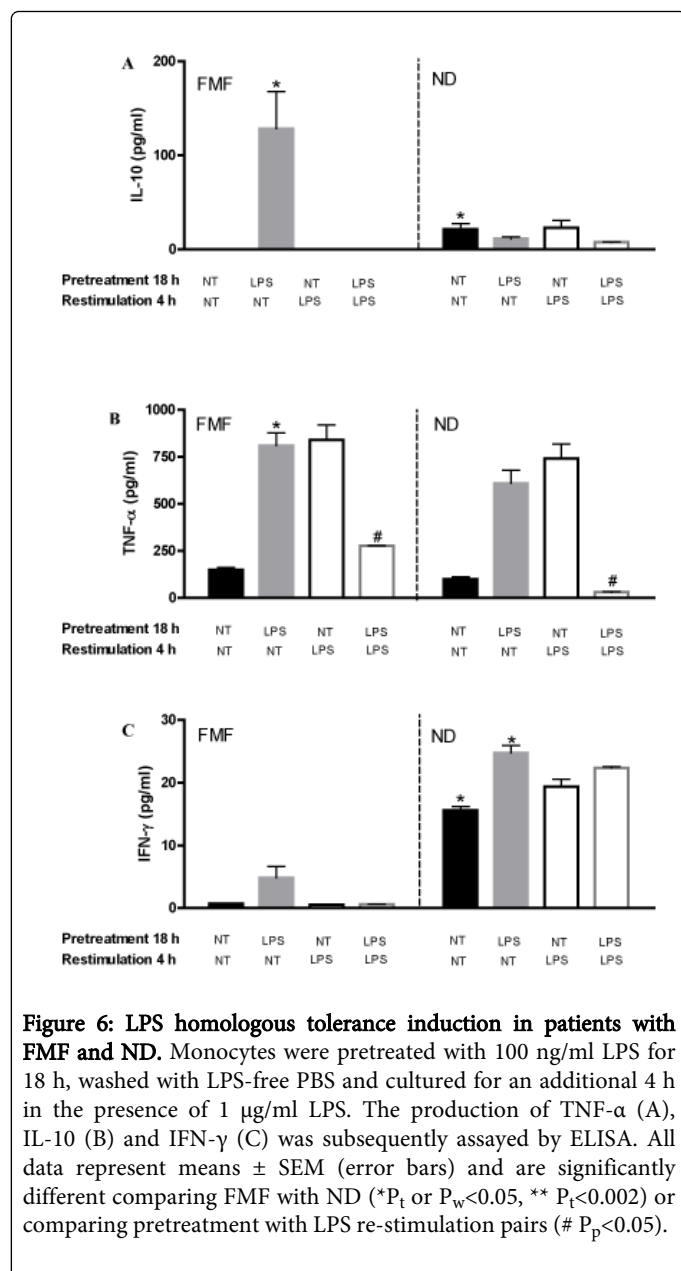 A
200
FMF
*
ND
IL-10 (pg/ml)
100
*
0
Pretreatment 18 h NT LPS NT LPS NT LPS NT LPS
Restimulation 4 h NT NT LPS LPS NT NT LPS LPS
B
1000
FMF
*
ND
750
TNF-α (pg/ml)
500
250
#
#
0
Pretreatment 18 h NT LPS NT LPS NT LPS NT LPS
Restimulation 4 h NT NT LPS LPS NT NT LPS LPS
C
30
FMF
ND
*
20
*
IFN-γ (pg/ml)
10
0
Pretreatment 18 h NT LPS NT LPS NT LPS NT LPS
Restimulation 4 h NT NT LPS LPS NT NT LPS LPS
Figure 6: LPS homologous tolerance induction in patients with
FMF and ND. Monocytes were pretreated with 100 ng/ml LPS for
18 h, washed with LPS-free PBS and cultured for an additional 4 h
in the presence of 1 µg/ml LPS. The production of TNF-α (A),
IL-10 (B) and IFN-γ (C) was subsequently assayed by ELISA. All
data represent means ± SEM (error bars) and are significantly
different comparing FMF with ND (*Pt or Pw<0.05, ** Pt<0.002) or
comparing pretreatment with LPS re-stimulation pairs (# Pp<0.05).